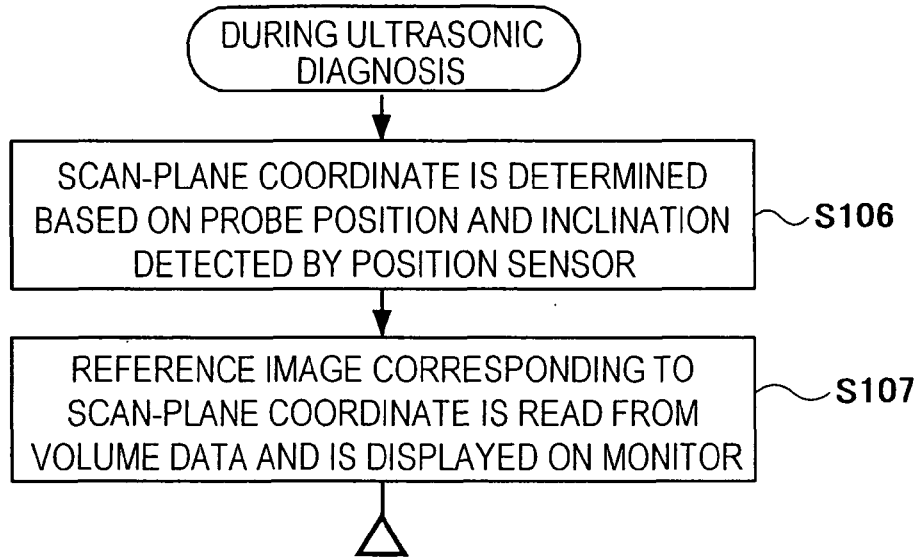 DURING ULTRASONIC
DIAGNOSIS
SCAN-PLANE COORDINATE IS DETERMINED
BASED ON PROBE POSITION AND INCLINATION
DETECTED BY POSITION SENSOR
S106
REFERENCE IMAGE CORRESPONDING TO
SCAN-PLANE COORDINATE IS READ FROM
VOLUME DATA AND IS DISPLAYED ON MONITOR
S107